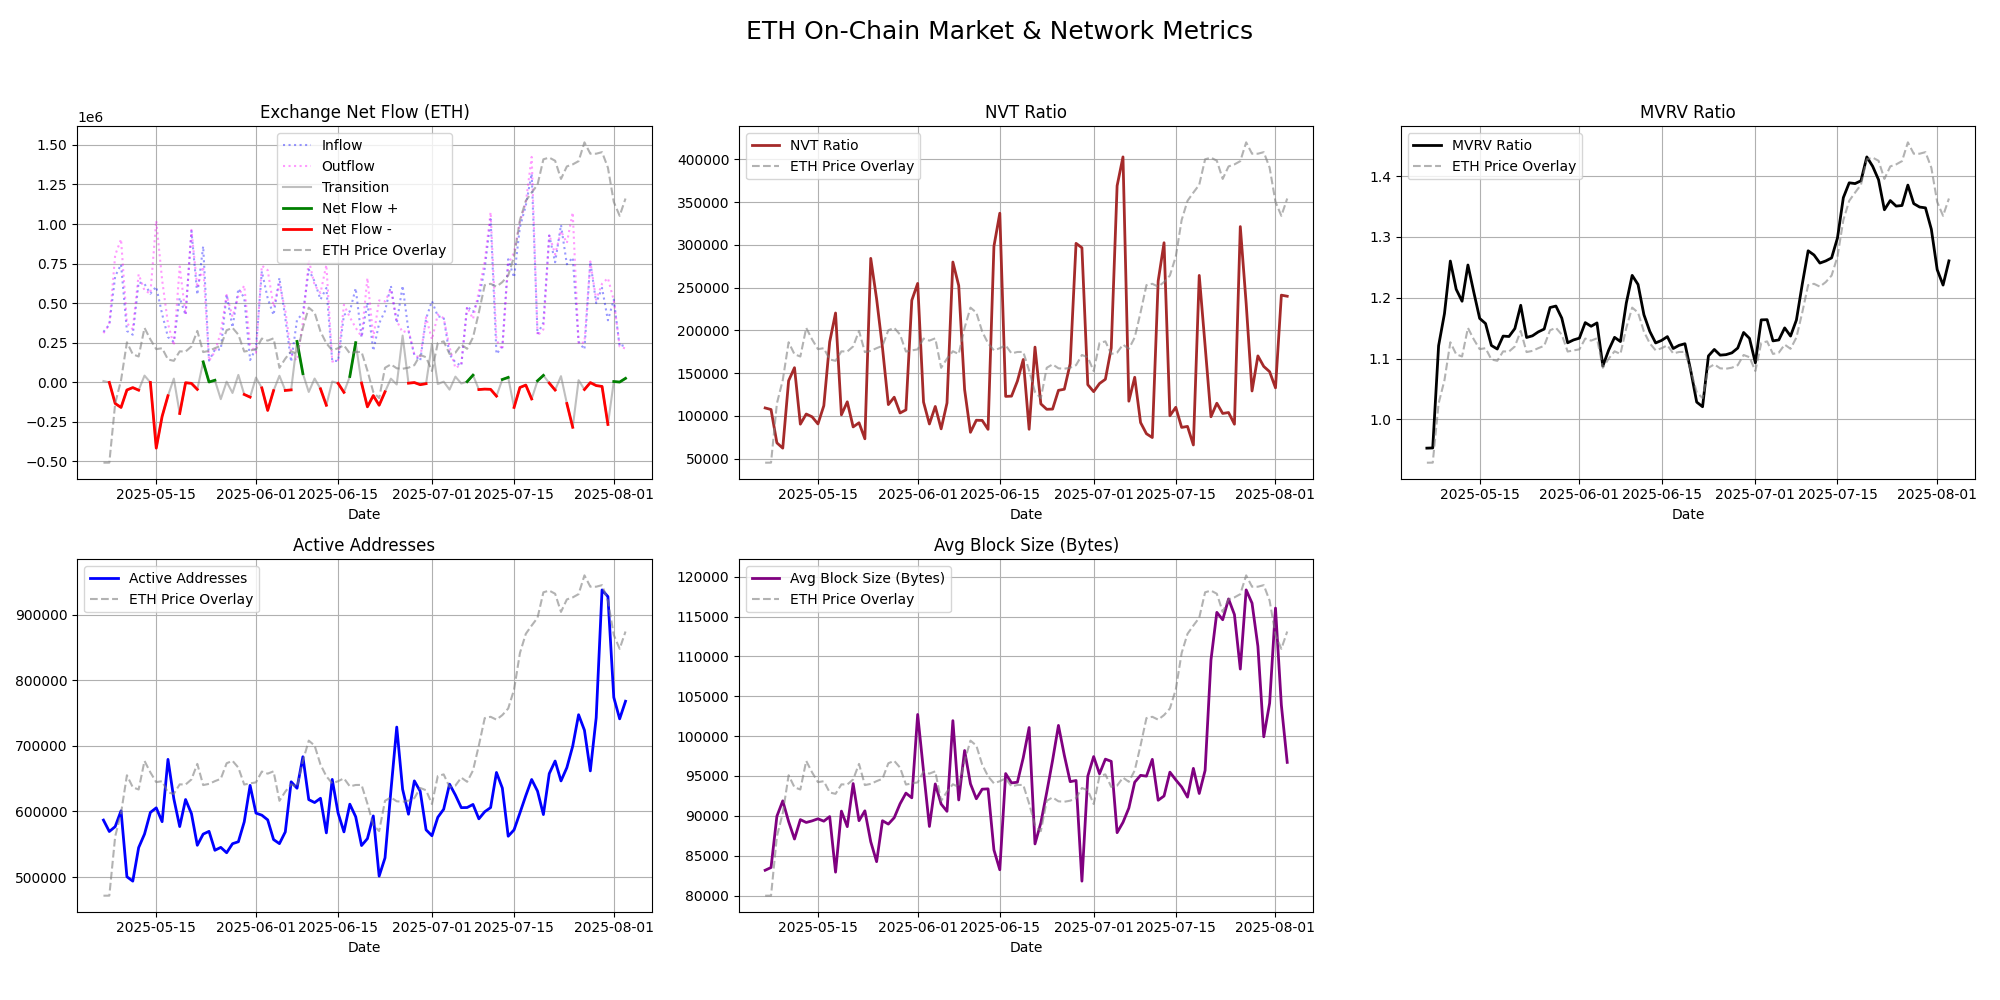 ETH On-Chain Market & Network Metrics
Exchange Net Flow (ETH)
1e6
1.50
1.25
1.00
0.75
0.50
0.25
0.00
−0.25
−0.50
Inflow
Outflow
Transition
Net Flow +
Net Flow -
ETH Price Overlay
2025-05-15
2025-06-01
2025-06-15
2025-07-01
2025-07-15
2025-08-01
Date
NVT Ratio
400000
350000
300000
250000
200000
150000
100000
50000
NVT Ratio
ETH Price Overlay
2025-05-15
2025-06-01
2025-06-15
2025-07-01
2025-07-15
2025-08-01
Date
MVRV Ratio
1.4
1.3
1.2
1.1
1.0
MVRV Ratio
ETH Price Overlay
2025-05-15
2025-06-01
2025-06-15
2025-07-01
2025-07-15
2025-08-01
Date
Active Addresses
900000
800000
700000
600000
500000
Active Addresses
ETH Price Overlay
2025-05-15
2025-06-01
2025-06-15
2025-07-01
2025-07-15
2025-08-01
Date
Avg Block Size (Bytes)
120000
115000
110000
105000
100000
95000
90000
85000
80000
Avg Block Size (Bytes)
ETH Price Overlay
2025-05-15
2025-06-01
2025-06-15
2025-07-01
2025-07-15
2025-08-01
Date